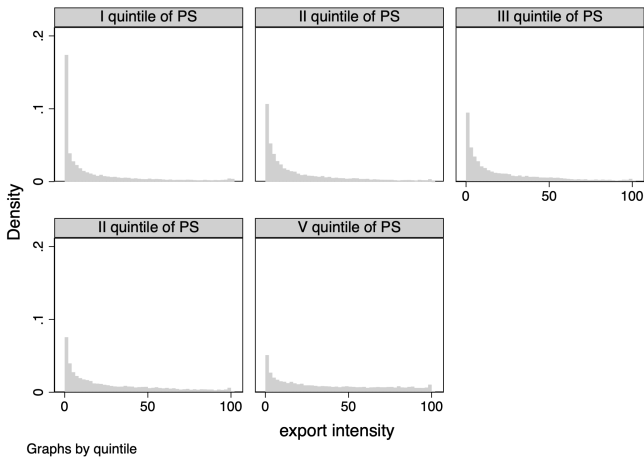 I quintile of PS
II quintile of PS
III quintile of PS
.2
.1
0
0 50 100
II quintile of PS
V quintile of PS
.2
.1
0
0 50 100
0 50 100
Density
export intensity
Graphs by quintile